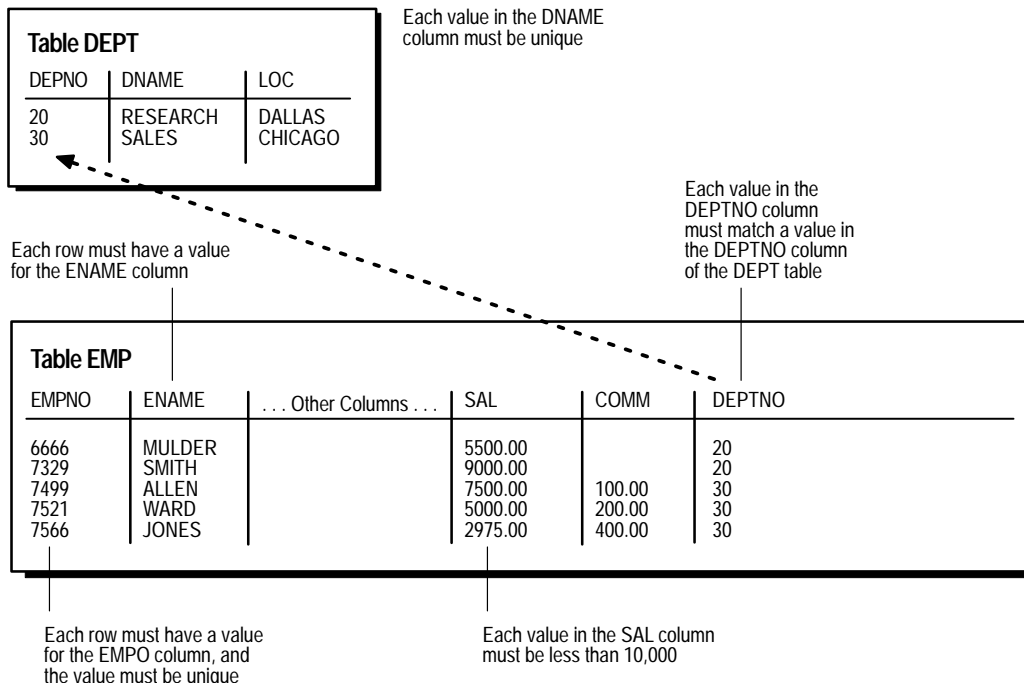 Each value in the DNAME
column must be unique
Table DEPT
DEPNO DNAME LOC
20 RESEARCH DALLAS
30 SALES CHICAGO
Each value in the
DEPTNO column
must match a value in
the DEPTNO column
of the DEPT table
Each row must have a value
for the ENAME column
Table EMP
EMPNO ENAME . . . Other Columns . . . SAL COMM DEPTNO
6666 MULDER 5500.00 20
7329 SMITH 9000.00 20
7499 ALLEN 7500.00 100.00 30
7521 WARD 5000.00 200.00 30
7566 JONES 2975.00 400.00 30
Each row must have a value
for the EMPO column, and
the value must be unique
Each value in the SAL column
must be less than 10,000